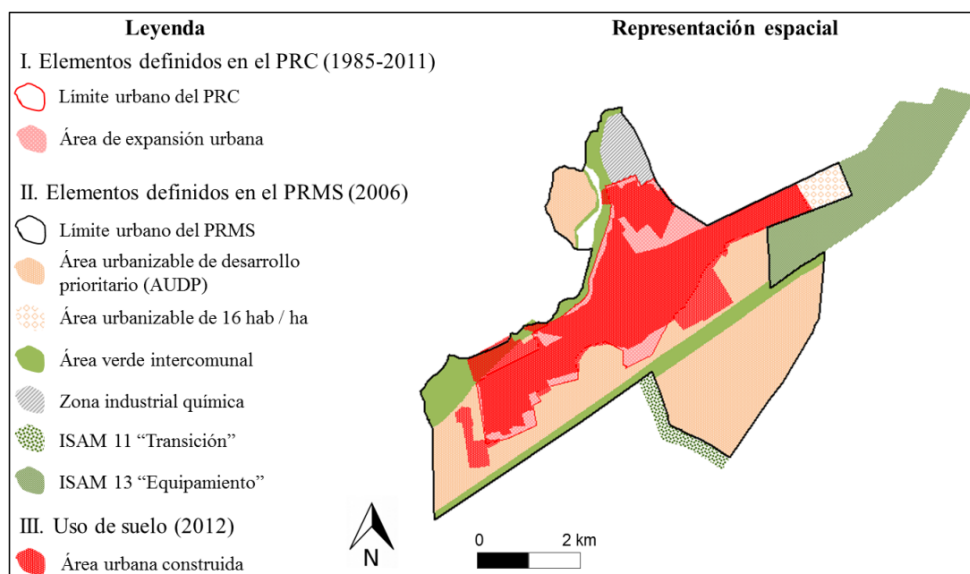 Leyenda
Representación espacial
I. Elementos definidos en el PRC (1985-2011)
Límite urbano del PRC
Área de expansión urbana
II. Elementos definidos en el PRMS (2006)
Límite urbano del PRMS
Área urbanizable de desarrollo
prioritario (AUDP)
Área urbanizable de 16 hab / ha
Área verde intercomunal
Zona industrial química
ISAM 11 “Transición”
ISAM 13 “Equipamiento”
III. Uso de suelo (2012)
Área urbana construida
N
0 2 km